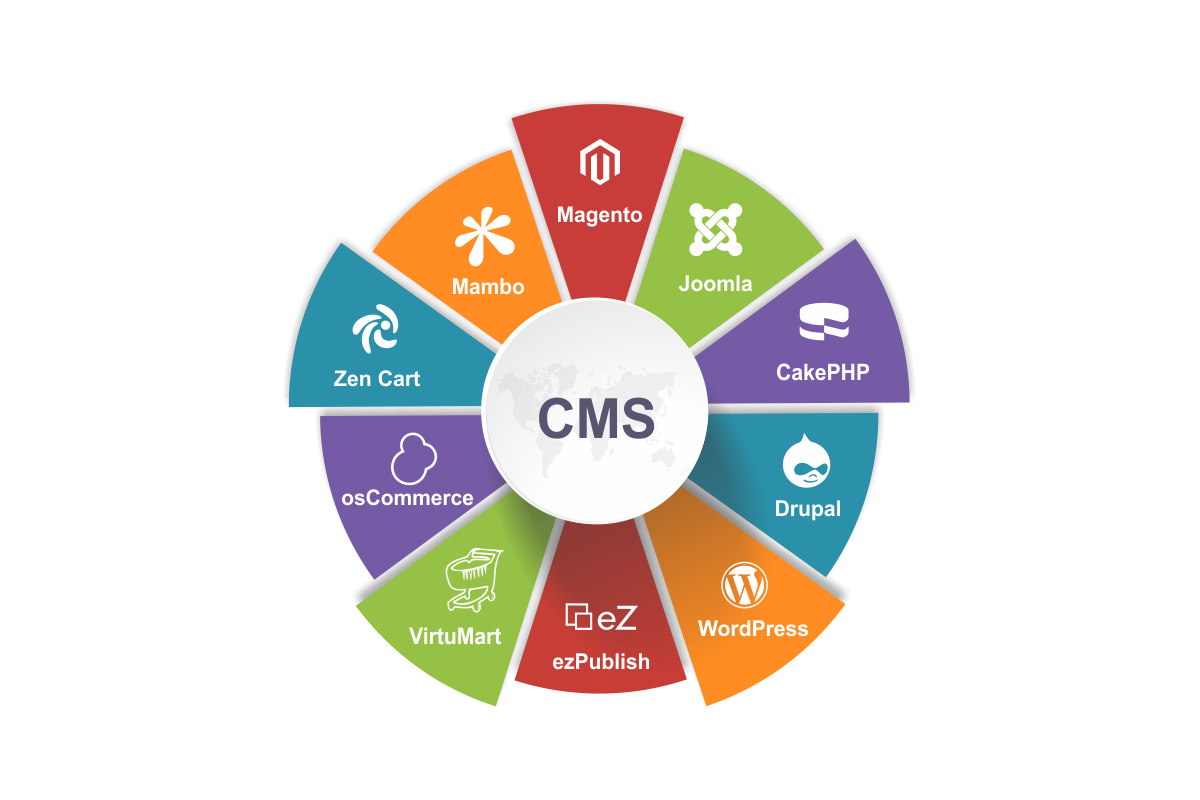 Magento
Joomla
CakePHP
Drupal
WordPress
eZ
ezPublish
VirtuMart
osCommerce
Zen Cart
Mambo
CMS